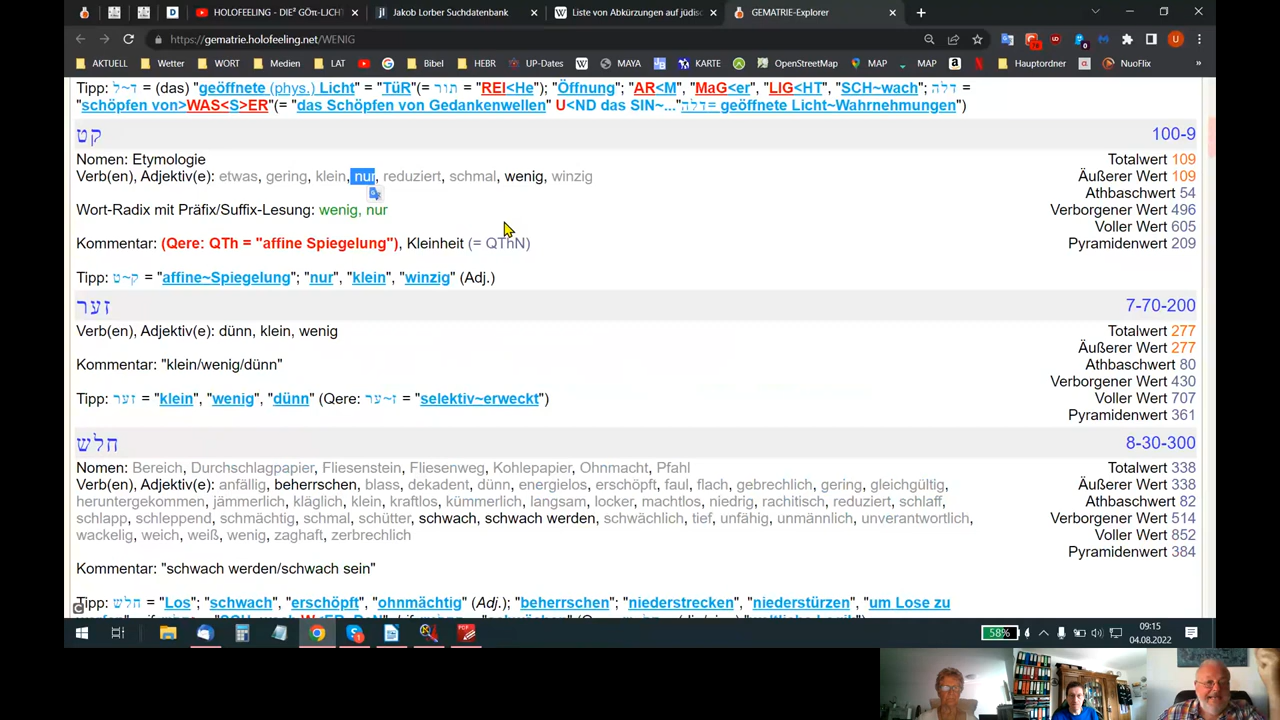 HOLOFEELING - DIE² GÖπ-LJCHT
Jakob Lorber Suchdatenbank
Liste von Abkürzungen auf jüdisc
GEMATRIE-Explorer
https://gematrie.holofeeling.net/WENIG
AKTUELL Wetter WORT Medien LAT Bibel HEBR UP-Dates MAYA KARTE OpenStreetMap MAP MAP Hauptordner NuoFlix
Tipp: ד~ל = (das) "geöffnete (phys.) Licht" = "TüR"(= תור = "REI<He"); "Öffnung"; "AR<M", "MaG<er", "LIG<HT", "SCH~wach"; דלה =
"schöpfen von>WAS<S>ER"(= "das Schöpfen von Gedankenwellen" U<ND das SIN~..."דלה= geöffnete Licht~Wahrnehmungen")
קט 100-9
Nomen: Etymologie Totalwert 109
Verb(en), Adjektiv(e): etwas, gering, klein, nur, reduziert, schmal, wenig, winzig Äußerer Wert 109
Athbaschwert 54
Wort-Radix mit Präfix/Suffix-Lesung: wenig, nur Verborgener Wert 496
Voller Wert 605
Kommentar: (Qere: QTh = "affine Spiegelung"), Kleinheit (= QThN) Pyramidenwert 209
Tipp: ק~ט = "affine~Spiegelung"; "nur", "klein", "winzig" (Adj.)
זער 7-70-200
Verb(en), Adjektiv(e): dünn, klein, wenig Totalwert 277
Äußerer Wert 277
Kommentar: "klein/wenig/dünn" Athbaschwert 80
Verborgener Wert 430
Tipp: זער = "klein", "wenig", "dünn" (Qere: ז~ער = "selektiv~erweckt") Voller Wert 707
Pyramidenwert 361
חלש 8-30-300
Nomen: Bereich, Durchschlagpapier, Fliesenstein, Fliesenweg, Kohlepapier, Ohnmacht, Pfahl Totalwert 338
Verb(en), Adjektiv(e): anfällig, beherrschen, blass, dekadent, dünn, energielos, erschöpft, faul, flach, gebrechlich, gering, gleichgültig, Äußerer Wert 338
heruntergekommen, jämmerlich, kläglich, klein, kraftlos, kümmerlich, langsam, locker, machtlos, niedrig, rachitisch, reduziert, schlaff, Athbaschwert 82
schlapp, schleppend, schmächtig, schmal, schütter, schwach, schwach werden, schwächlich, tief, unfähig, unmännlich, unverantwortlich, Verborgener Wert 514
wackelig, weich, weiß, wenig, zaghaft, zerbrechlich Voller Wert 852
Pyramidenwert 384
Kommentar: "schwach werden/schwach sein"
Tipp: חלש = "Los"; "schwach", "erschöpft", "ohnmächtig" (Adj.); "beherrschen"; "niederstrecken", "niederstürzen", "um Lose zu
58%
09:15
04.08.2022